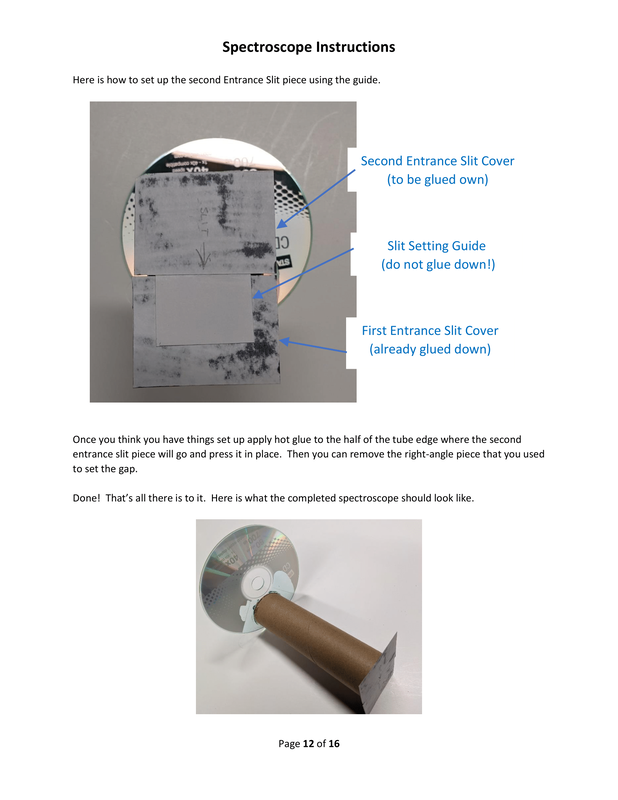 Spectroscope Instructions
Here is how to set up the second Entrance Slit piece using the guide.
Second Entrance Slit Cover
(to be glued own)
SLIT
Slit Setting Guide
(do not glue down!)
First Entrance Slit Cover
(already glued down)
Once you think you have things set up apply hot glue to the half of the tube edge where the second
entrance slit piece will go and press it in place.  Then you can remove the right-angle piece that you used
to set the gap.
Done!  That’s all there is to it.  Here is what the completed spectroscope should look like.
Page 12 of 16